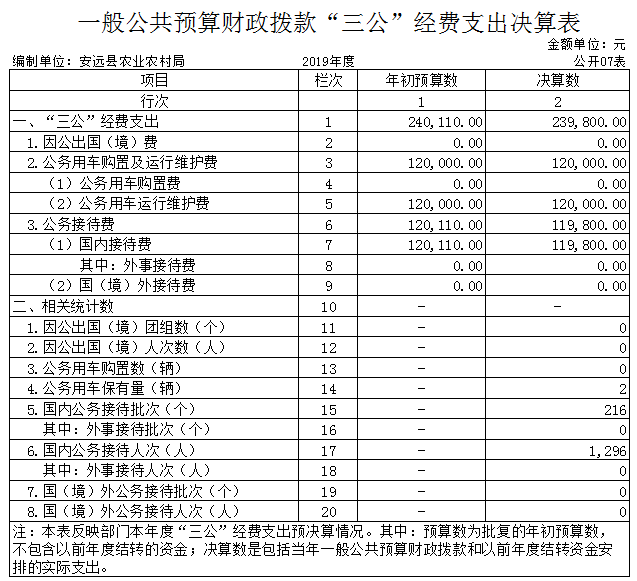 一般公共预算财政拨款“三公”经费支出决算表
金额单位：元
编制单位：安远县农业农村局 2019年度 公开07表
项目 栏次 年初预算数 决算数
行次 1 2
一、“三公”经费支出 1 240,110.00 239,800.00
1.因公出国（境）费 2 0.00 0.00
2.公务用车购置及运行维护费 3 120,000.00 120,000.00
（1）公务用车购置费 4 0.00 0.00
（2）公务用车运行维护费 5 120,000.00 120,000.00
3.公务接待费 6 120,110.00 119,800.00
（1）国内接待费 7 120,110.00 119,800.00
其中：外事接待费 8 0.00 0.00
（2）国（境）外接待费 9 0.00 0.00
二、相关统计数 10 － －
1.因公出国（境）团组数（个） 11 － 0
2.因公出国（境）人次数（人） 12 － 0
3.公务用车购置数（辆） 13 － 0
4.公务用车保有量（辆） 14 － 2
5.国内公务接待批次（个） 15 － 216
其中：外事接待批次（个） 16 － 0
6.国内公务接待人次（人） 17 － 1,296
其中：外事接待人次（人） 18 － 0
7.国（境）外公务接待批次（个） 19 － 0
8.国（境）外公务接待人次（人） 20 － 0
注：本表反映部门本年度“三公”经费支出预决算情况。其中：预算数为批复的年初预算数，
不包含以前年度结转的资金；决算数是包括当年一般公共预算财政拨款和以前年度结转资金安
排的实际支出。